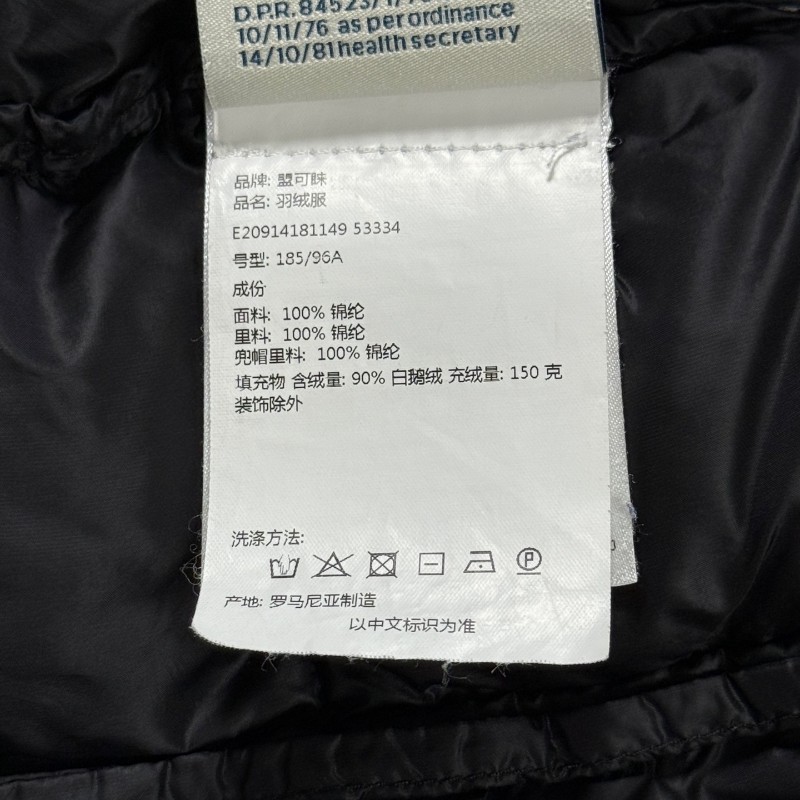 D.P.R. 84523/1/76
10/11/76 as per ordinance
14/10/81 health secretary
品牌: 盟可睐
品名: 羽绒服
E20914181149 53334
号型: 185/96A
成份
面料: 100% 锦纶
里料: 100% 锦纶
兜帽里料: 100% 锦纶
填充物 含绒量: 90% 白鹅绒 充绒量: 150 克
装饰除外
洗涤方法:
P
产地: 罗马尼亚制造
以中文标识为准